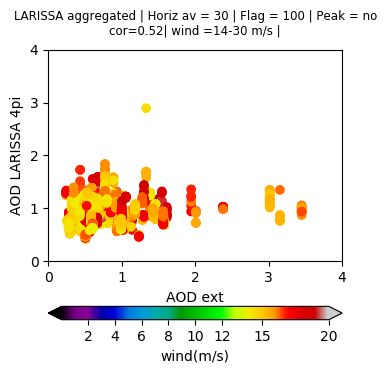 LARISSA aggregated | Horiz av = 30 | Flag = 100 | Peak = no
cor=0.52| wind =14-30 m/s |
AOD LARISSA 4pi
4
3
2
1
0
0 1 2 3 4
AOD ext
2 4 6 8 10 12 15 20
wind(m/s)